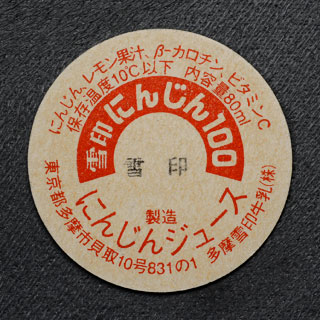 にんじん、レモン果汁、β-カロチン、ビタミンC
保存温度10℃以下 内容量80ml
雪印にんじん100
雪印
製造
にんじんジュース
東京都多摩市貝取10号831の1 多摩雪印牛乳(株)